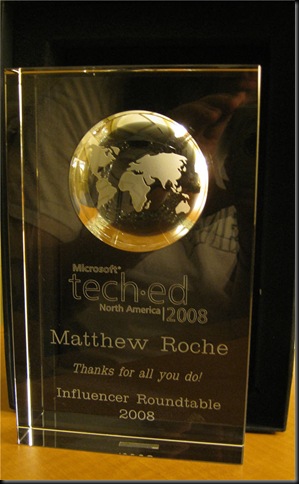 Microsoft®
tech·ed
North America | 2008
Matthew Roche
Thanks for all you do!
Influencer Roundtable
2008